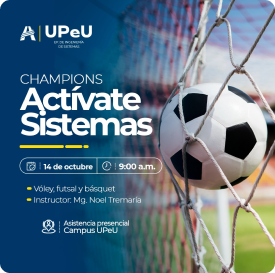 UPeU
EP. DE INGENIERÍA
DE SISTEMAS
CHAMPIONS
Actívate
Sistemas
14 de octubre
9:00 a.m.
Vóley, futsal y básquet
Instructor: Mg. Noel Tremaría
Asistencia presencial
Campus UPeU